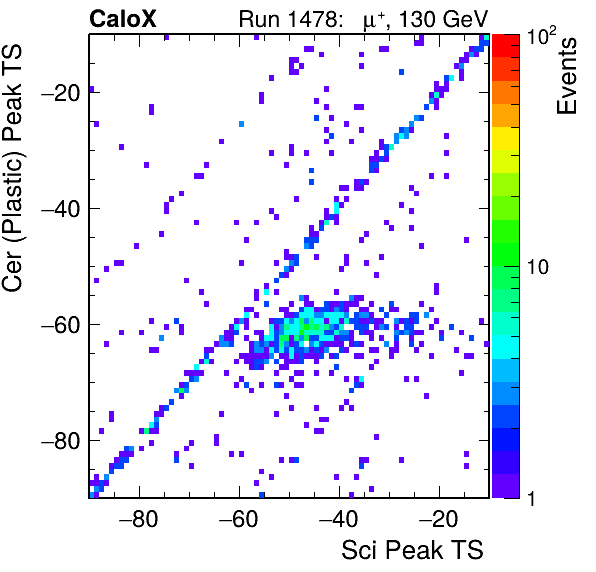 CaloX Run 1478: μ⁺, 130 GeV
Cer (Plastic) Peak TS
−20
−40
−60
−80
−80 −60 −40 −20
Sci Peak TS
10²
10
1
Events